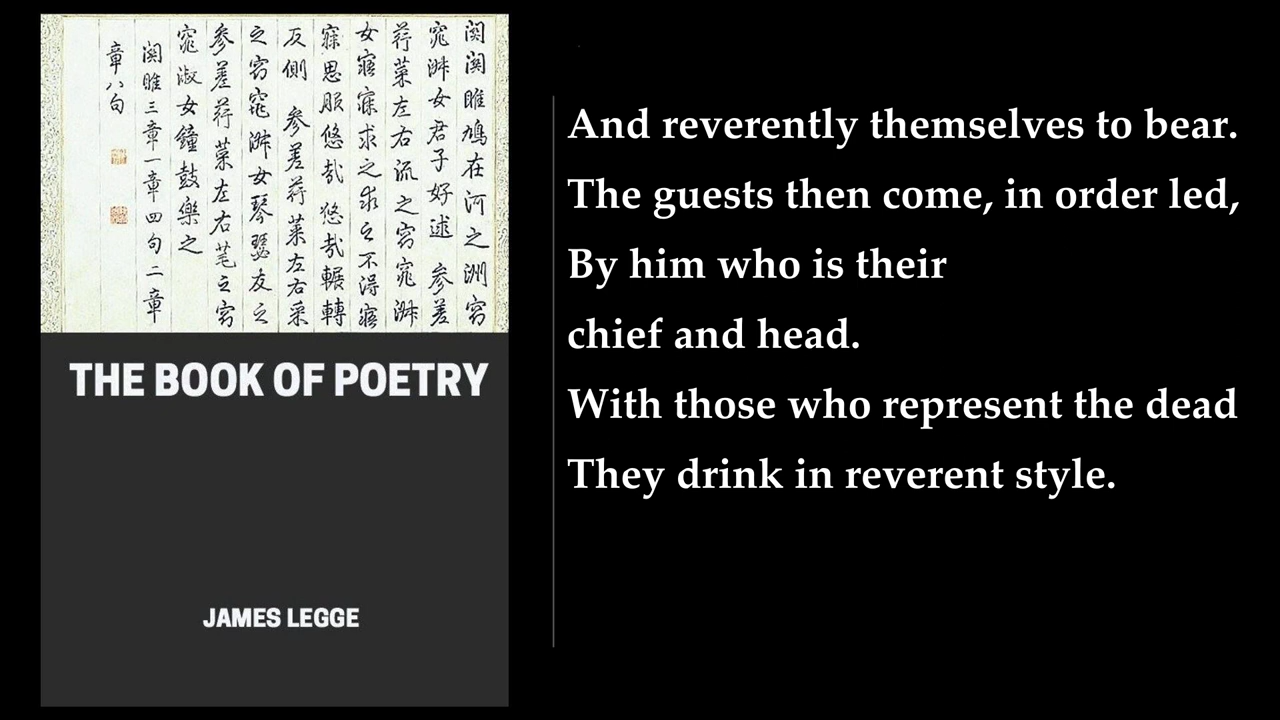 関関雎鳩在河之洲窈
窕淑女君子好逑 參差
荇菜左右流之窈窕淑
女寤寐求之求之不得寤
寐思服悠哉悠哉輾轉
反側 參差荇菜左右采
之窈窕淑女琴瑟友之
參差荇菜左右芼之窈
窕淑女鐘鼓樂之
関雎三章一章四句二章
章八句
THE BOOK OF POETRY
JAMES LEGGE
And reverently themselves to bear.
The guests then come, in order led,
By him who is their
chief and head.
With those who represent the dead
They drink in reverent style.